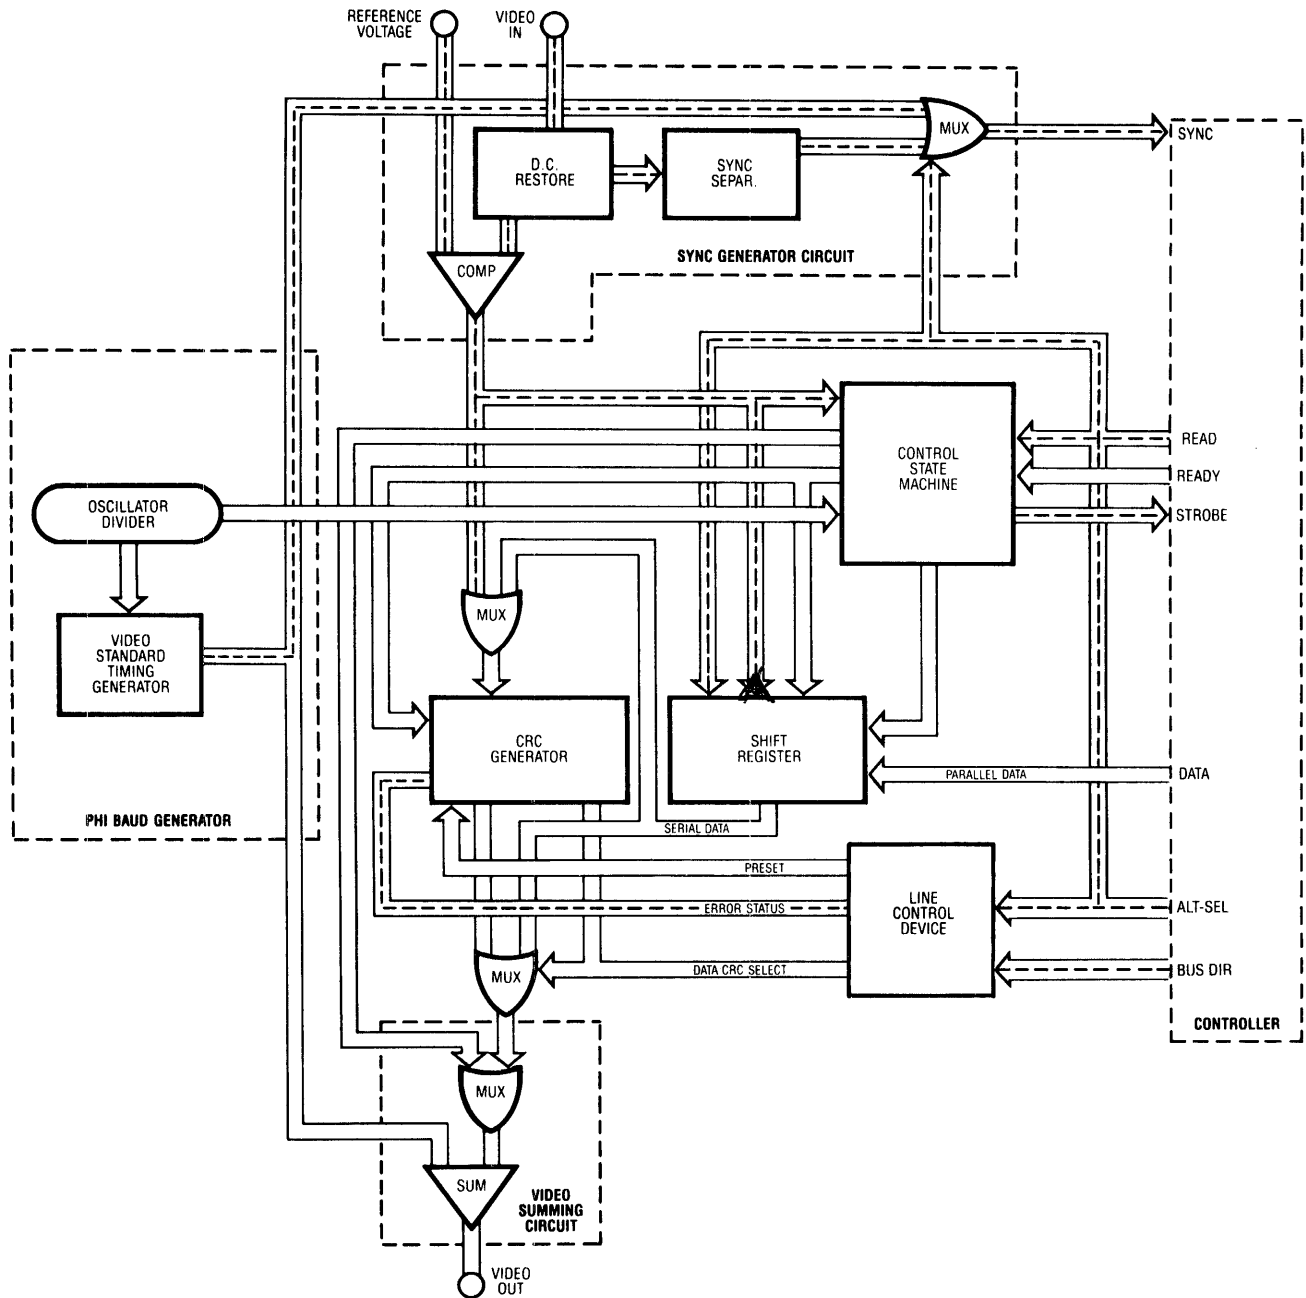 REFERENCE
VOLTAGE
VIDEO
IN
MUX
SYNC
D.C.
RESTORE
SYNC
SEPAR.
SYNC GENERATOR CIRCUIT
COMP
CONTROL
STATE
MACHINE
READ
READY
STROBE
OSCILLATOR
DIVIDER
MUX
VIDEO
STANDARD
TIMING
GENERATOR
CRC
GENERATOR
SHIFT
REGISTER
PARALLEL DATA
DATA
PHI BAUD GENERATOR
SERIAL DATA
PRESET
ERROR STATUS
LINE
CONTROL
DEVICE
ALT-SEL
MUX
DATA CRC SELECT
BUS DIR
CONTROLLER
MUX
SUM
VIDEO
SUMMING
CIRCUIT
VIDEO
OUT